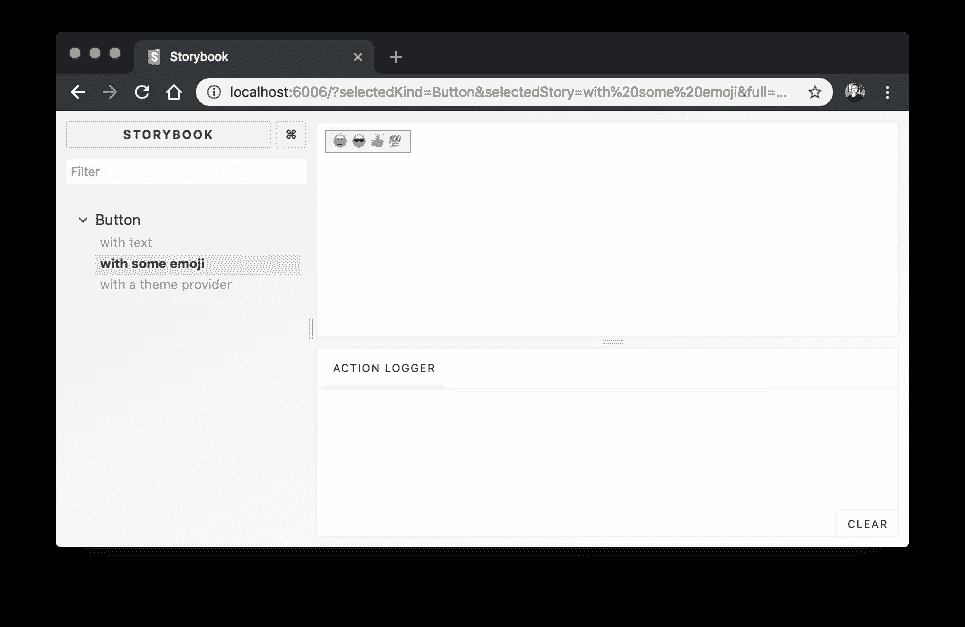 Storybook
localhost:6006/?selectedKind=Button&selectedStory=with%20some%20emoji&full=...
STORYBOOK ⌘
Filter
Button
with text
with some emoji
with a theme provider
😀 😎 👍 💯
ACTION LOGGER
CLEAR